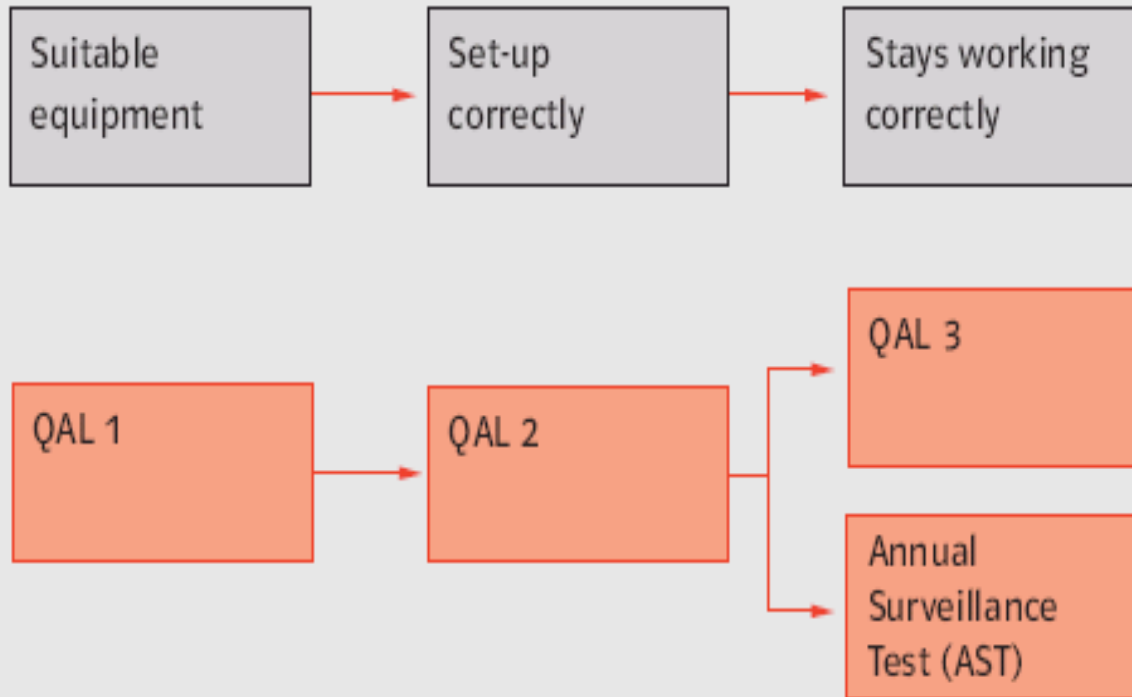 Suitable
equipment
Set-up
correctly
Stays working
correctly
QAL 1
QAL 2
QAL 3
Annual
Surveillance
Test (AST)